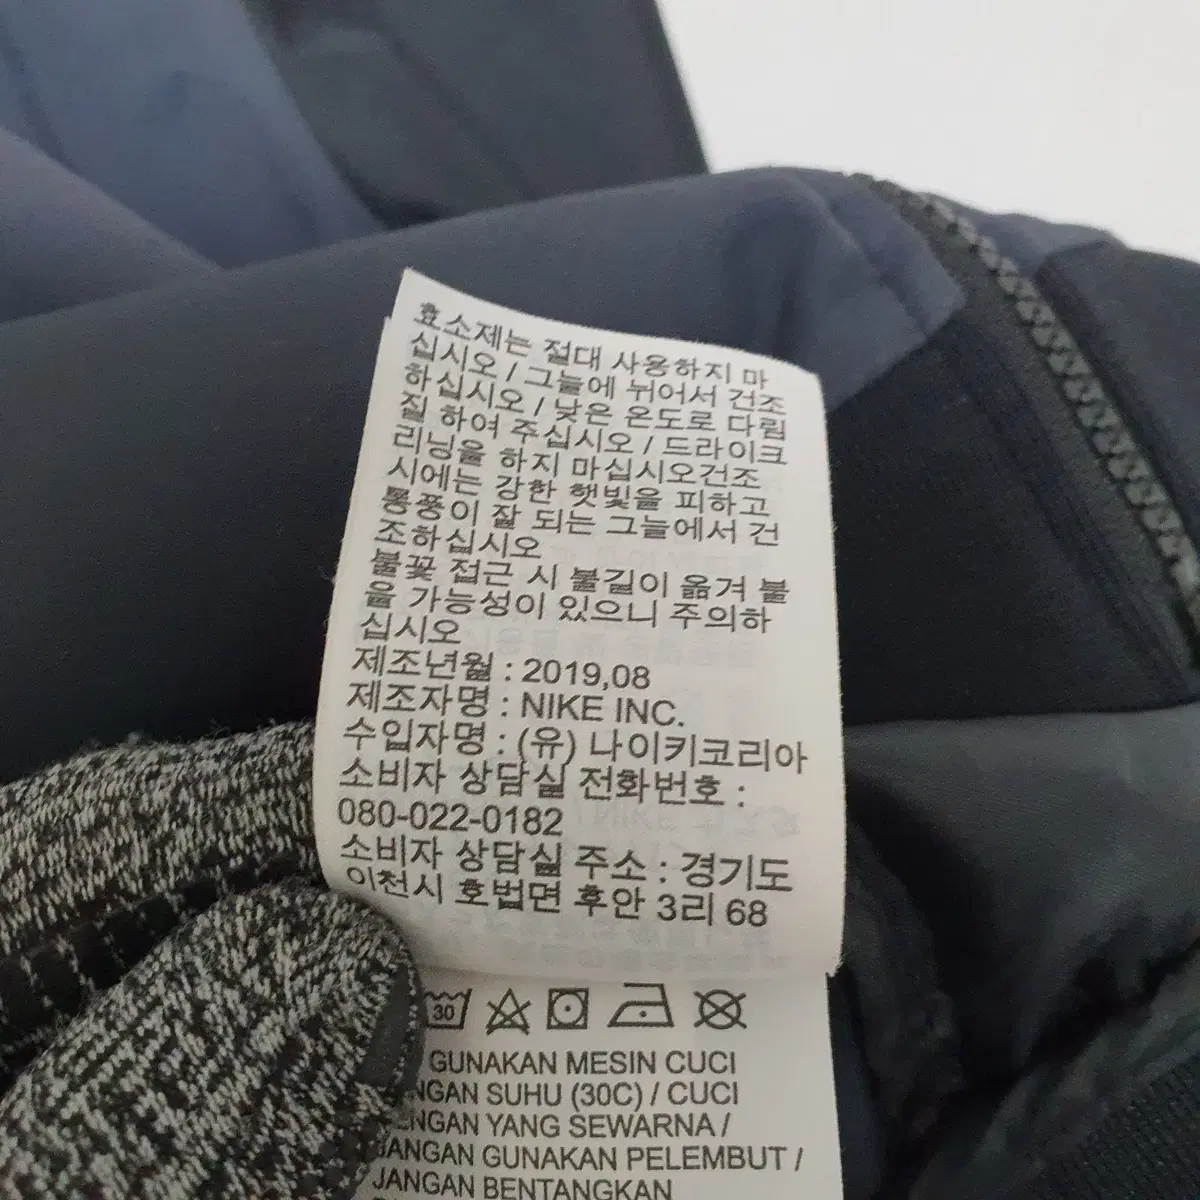 효소제는 절대 사용하지 마
십시오 / 그늘에 뉘어서 건조
하십시오 / 낮은 온도로 다림
질 하여 주십시오 / 드라이크
리닝을 하지 마십시오건조
시에는 강한 햇빛을 피하고
통풍이 잘 되는 그늘에서 건
조하십시오
불꽃 접근 시 불길이 옮겨 붙
을 가능성이 있으니 주의하
십시오
제조년월 : 2019,08
제조자명 : NIKE INC.
수입자명 : (유) 나이키코리아
소비자 상담실 전화번호 :
080-022-0182
소비자 상담실 주소 : 경기도
이천시 호법면 후안 3리 68
30
GUNAKAN MESIN CUCI
SUHU (30C) / CUCI
YANG SEWARNA /
JANGAN GUNAKAN PELEMBUT /
JANGAN BENTANGKAN